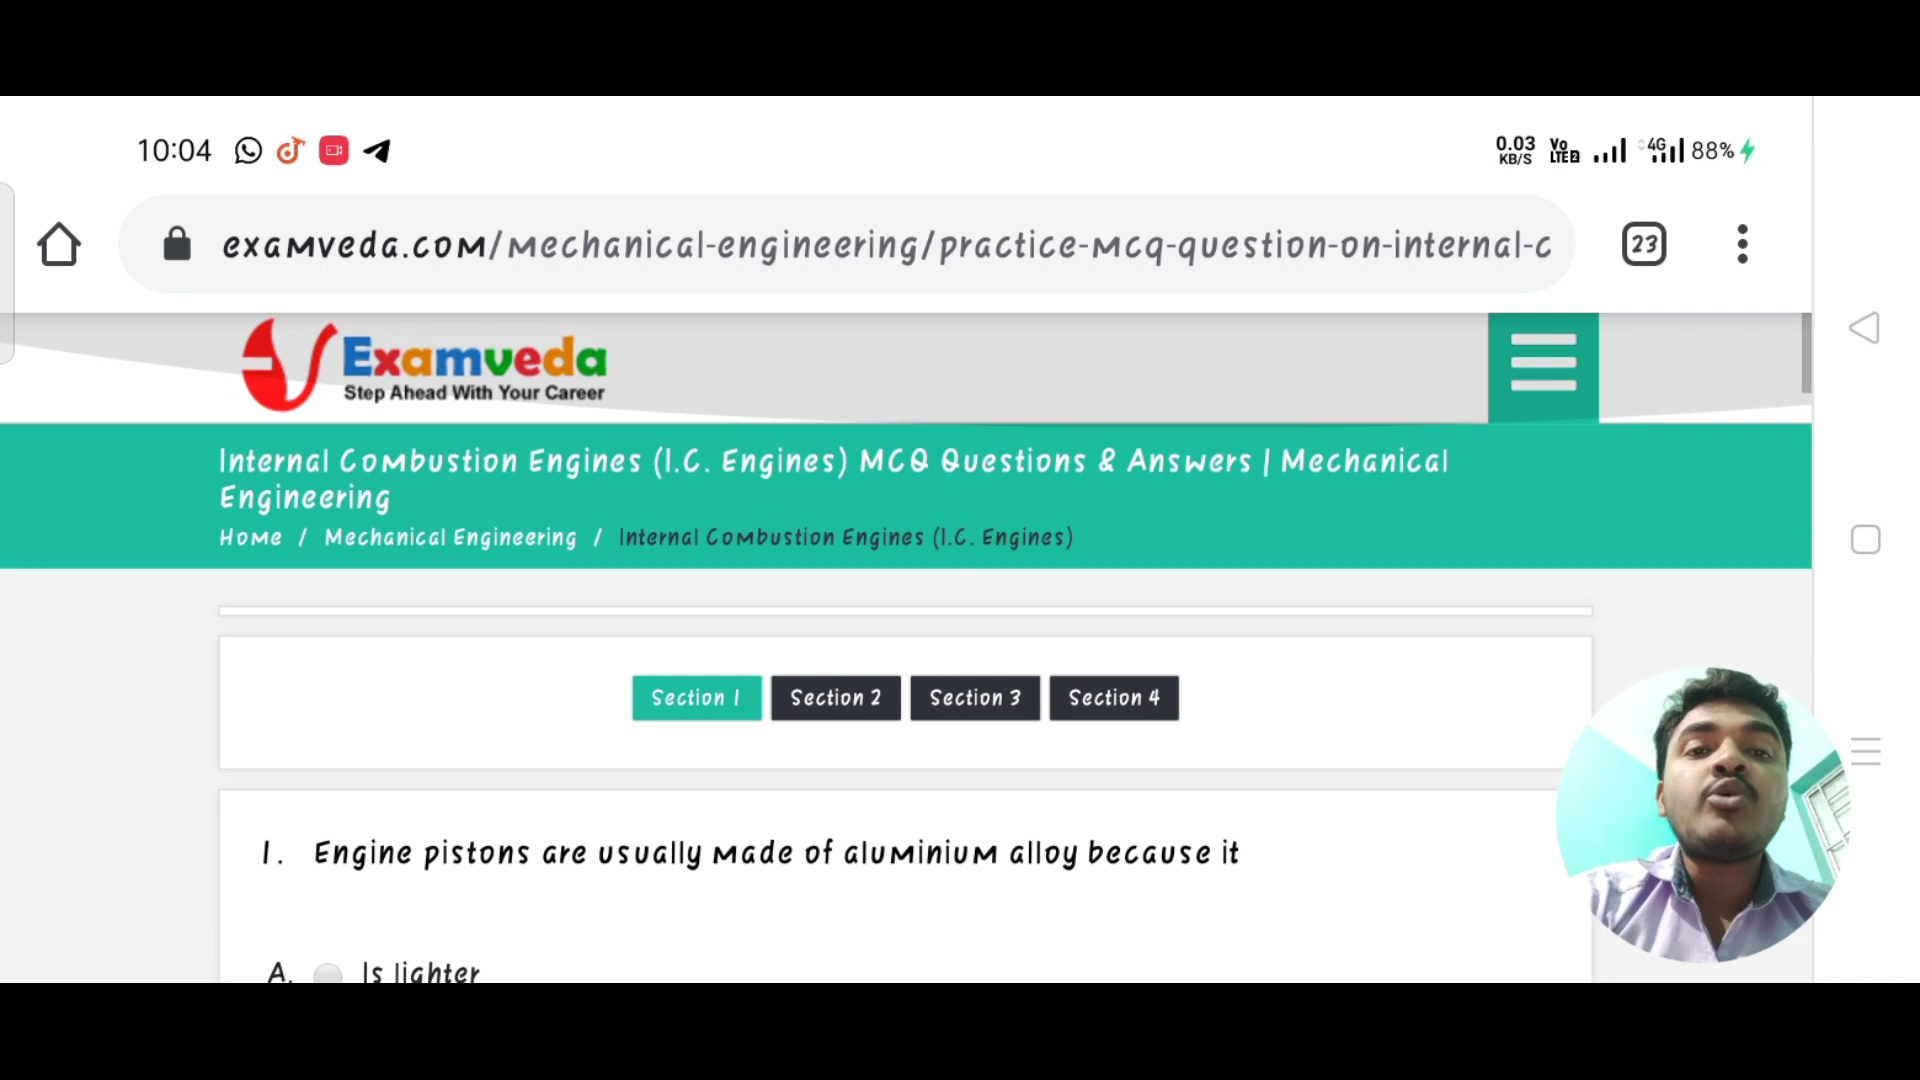 10:04
0.03 KB/S Vo LTE2 4G 88%
examveda.com/mechanical-engineering/practice-mcq-question-on-internal-c
23
Examveda
Step Ahead With Your Career
Internal Combustion Engines (I.C. Engines) MCQ Questions & Answers | Mechanical
Engineering
Home / Mechanical Engineering / Internal Combustion Engines (I.C. Engines)
Section 1 Section 2 Section 3 Section 4
1. Engine pistons are usually made of aluminium alloy because it
A. Is lighter